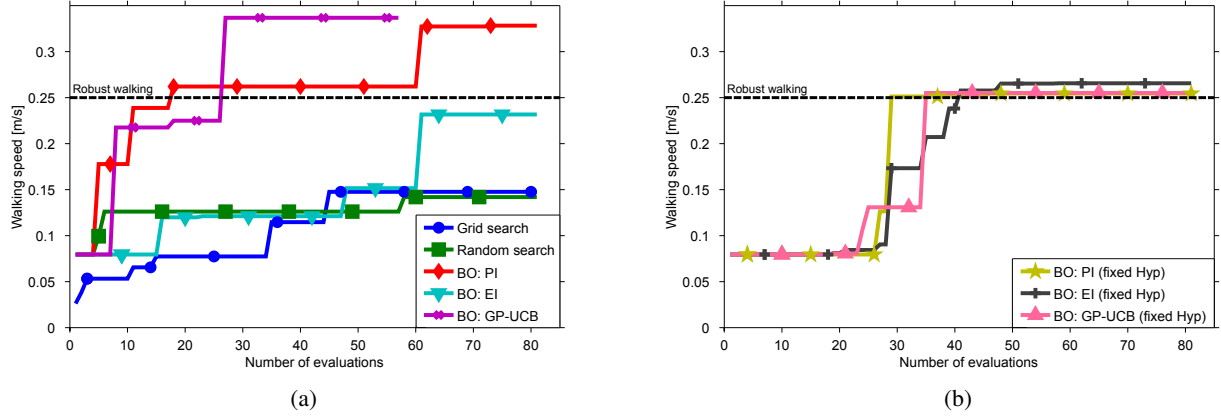 0.3
0.25
0.2
0.15
0.1
0.05
0
Walking speed [m/s]
Robust walking
Grid search
Random search
BO: PI
BO: EI
BO: GP-UCB
0 10 20 30 40 50 60 70 80
Number of evaluations
(a)
0.3
0.25
0.2
0.15
0.1
0.05
0
Walking speed [m/s]
Robust walking
BO: PI (fixed Hyp)
BO: EI (fixed Hyp)
BO: GP-UCB (fixed Hyp)
0 10 20 30 40 50 60 70 80
Number of evaluations
(b)